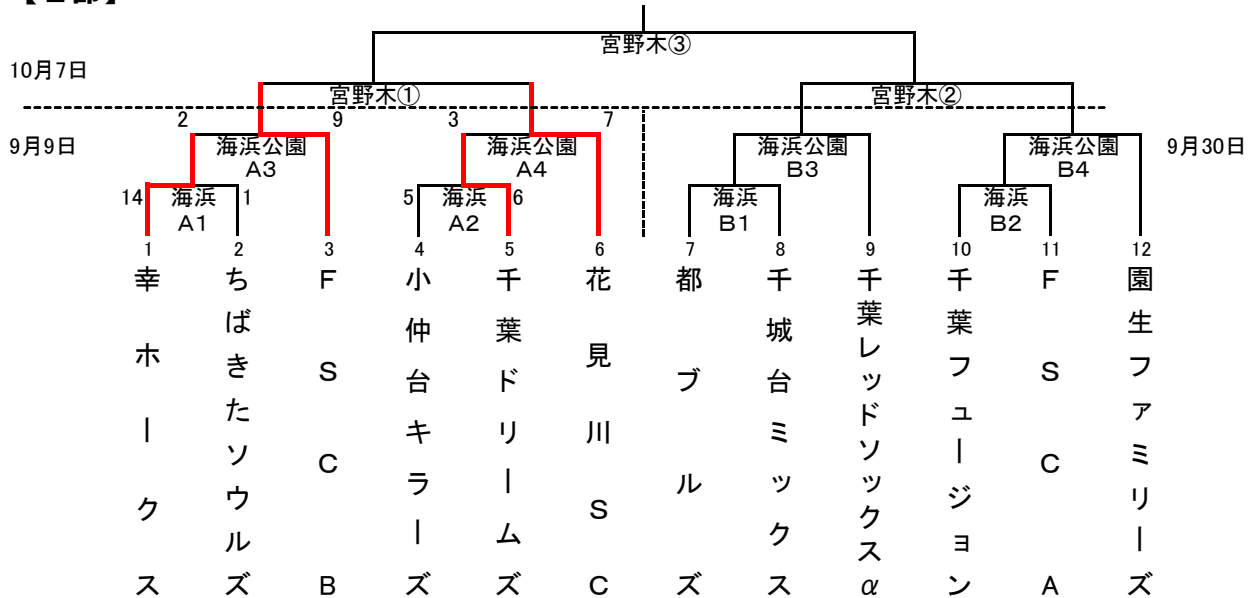 宮野木③
10月7日
宮野木①
宮野木②
2
9
3
7
9月9日
海浜公園
A3
海浜公園
A4
海浜公園
B3
海浜公園
B4
9月30日
14
海浜
A1
1
5
海浜
A2
6
海浜
B1
海浜
B2
1
2
3
4
5
6
7
8
9
10
11
12
幸ホークス
ちばきたソウルズ
FSCB
小仲台キラーズ
千葉ドリームズ
花見川SC
都ブルズ
千城台ミックス
千葉レッドソックスα
千葉フュージョン
FSCA
園生ファミリーズ